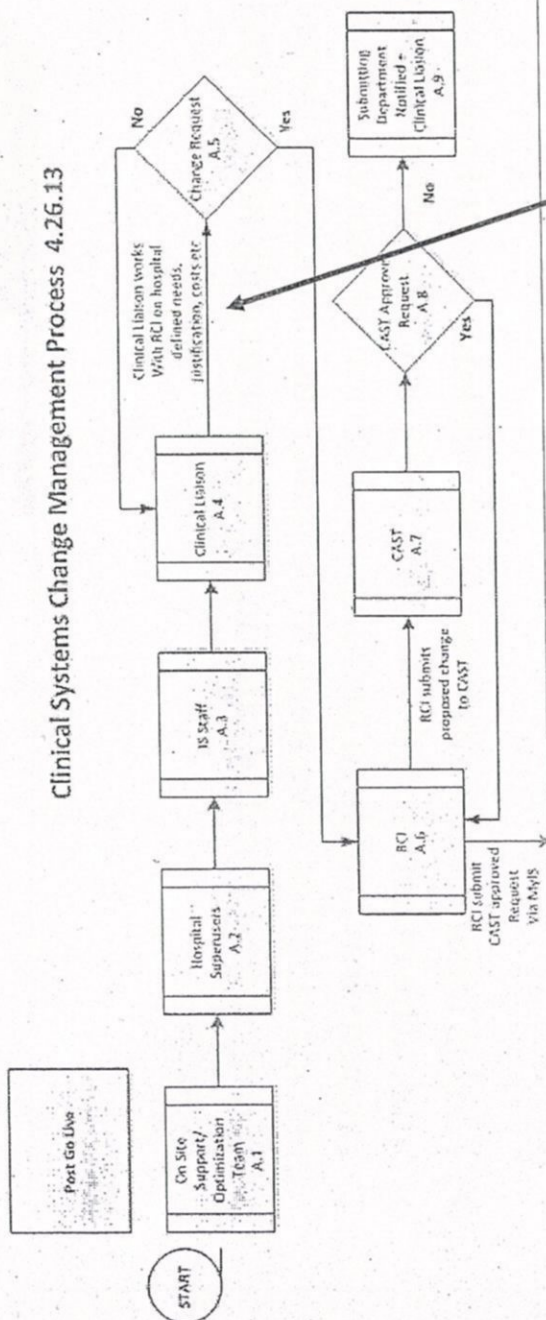 Clinical Systems Change Management Process 4.26.13
Post Go Live
START
On Site
Support/
Optimization
Team
A.1
Hospital
Superusers
A.2
IS Staff
A.3
Clinical Liaison
A.4
Clinical Liaison Works
With RCI on hospital
defined needs,
justification, costs etc
Change Request
A.5
No
Yes
RCI
A.6
RCI submits
proposed change
to CAST
CAST
A.7
CAST Approve
Request
A.8
No
Yes
Submitting
Department
Notified –
Clinical Liaison
A.9
RCI submit
CAST approved
Request
Via MyIS